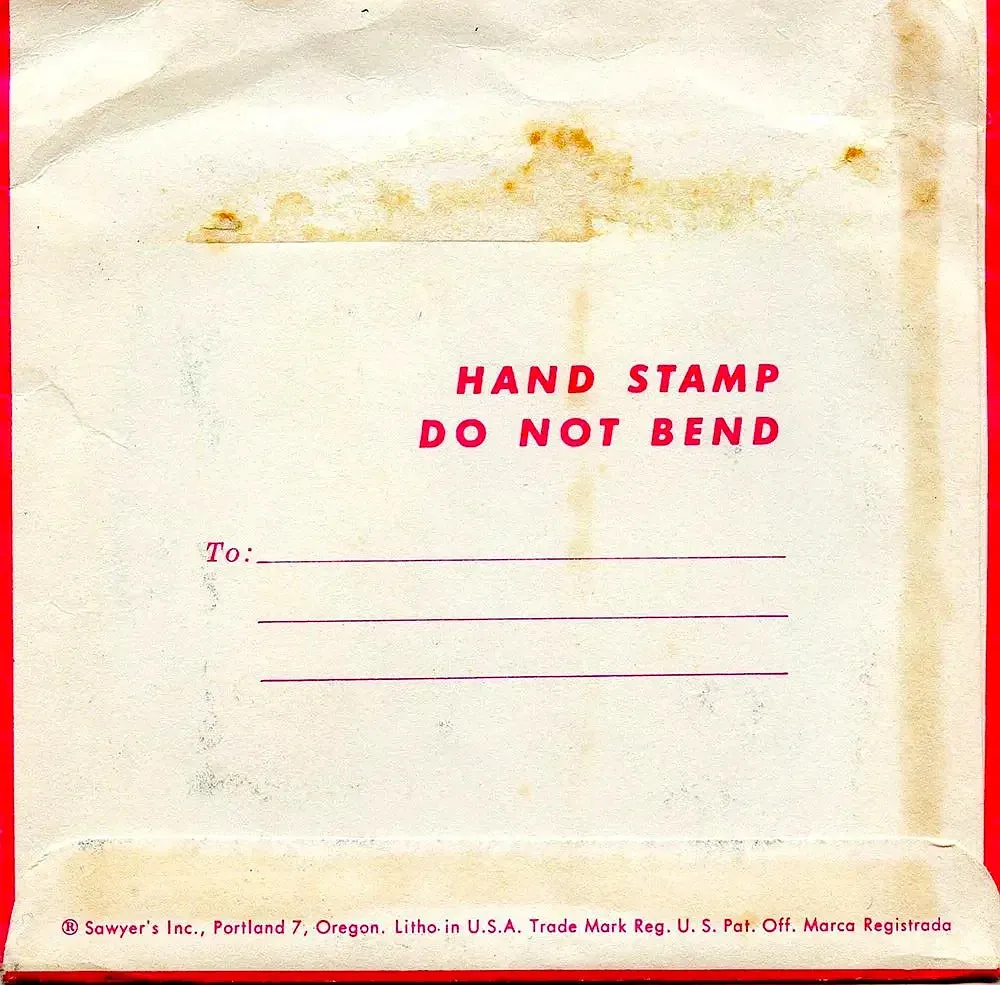 HAND STAMP
DO NOT BEND
To:
® Sawyer's Inc., Portland 7, Oregon. Litho in U.S.A. Trade Mark Reg. U. S. Pat. Off. Marca Registrada